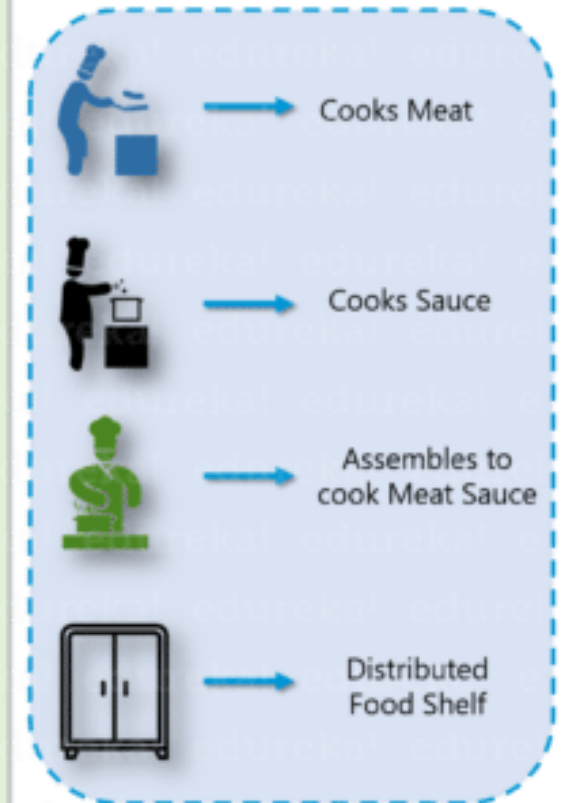 Cooks Meat
Cooks Sauce
Assembles to
cook Meat Sauce
Distributed
Food Shelf